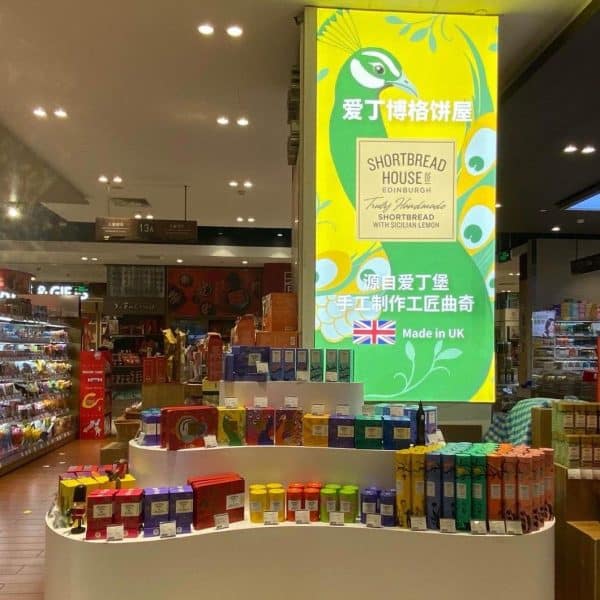 爱丁博格饼屋
SHORTBREAD
HOUSE OF
EDINBURGH
Truly Handmade
SHORTBREAD
WITH SICILIAN LEMON
源自爱丁堡
手工制作工匠曲奇
Made in UK
13A
& GIFTS